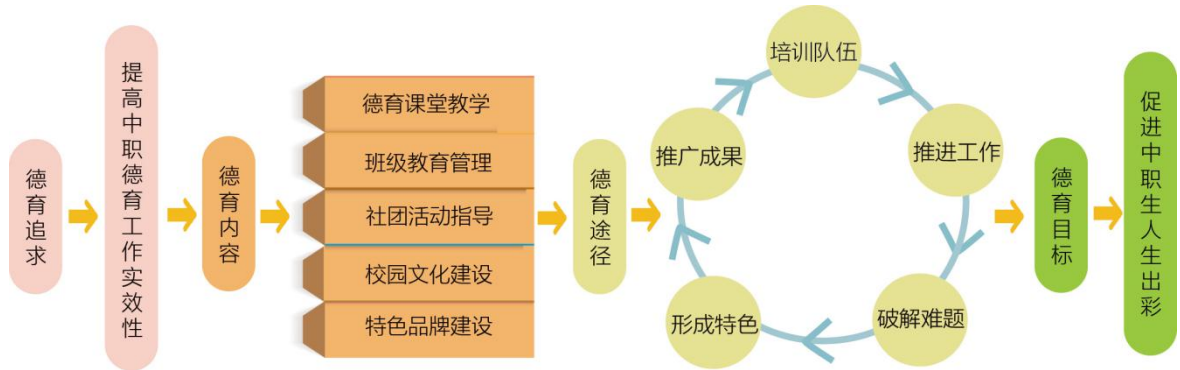 德育追求
提高中职德育工作实效性
德育内容
德育课堂教学
班级教育管理
社团活动指导
校园文化建设
特色品牌建设
德育途径
培训队伍
推进工作
破解难题
形成特色
推广成果
德育目标
促进中职生人生出彩